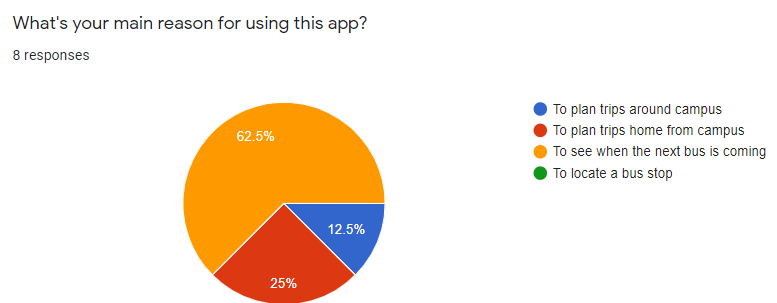 What's your main reason for using this app?
8 responses
To plan trips around campus
To plan trips home from campus
To see when the next bus is coming
To locate a bus stop
62.5%
12.5%
25%